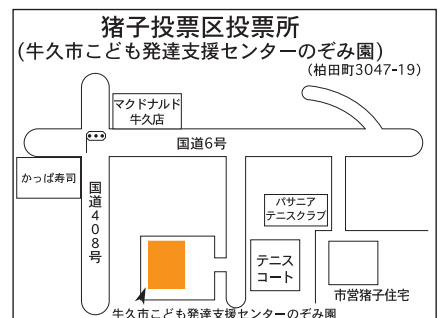 猪子投票区投票所
(牛久市こども発達支援センターのぞみ園)
(柏田町3047-19)
マクドナルド
牛久店
国道6号
かっぱ寿司
国道408号
パサニア
テニスクラブ
テニス
コート
市営猪子住宅
牛久市こども発達支援センターのぞみ園